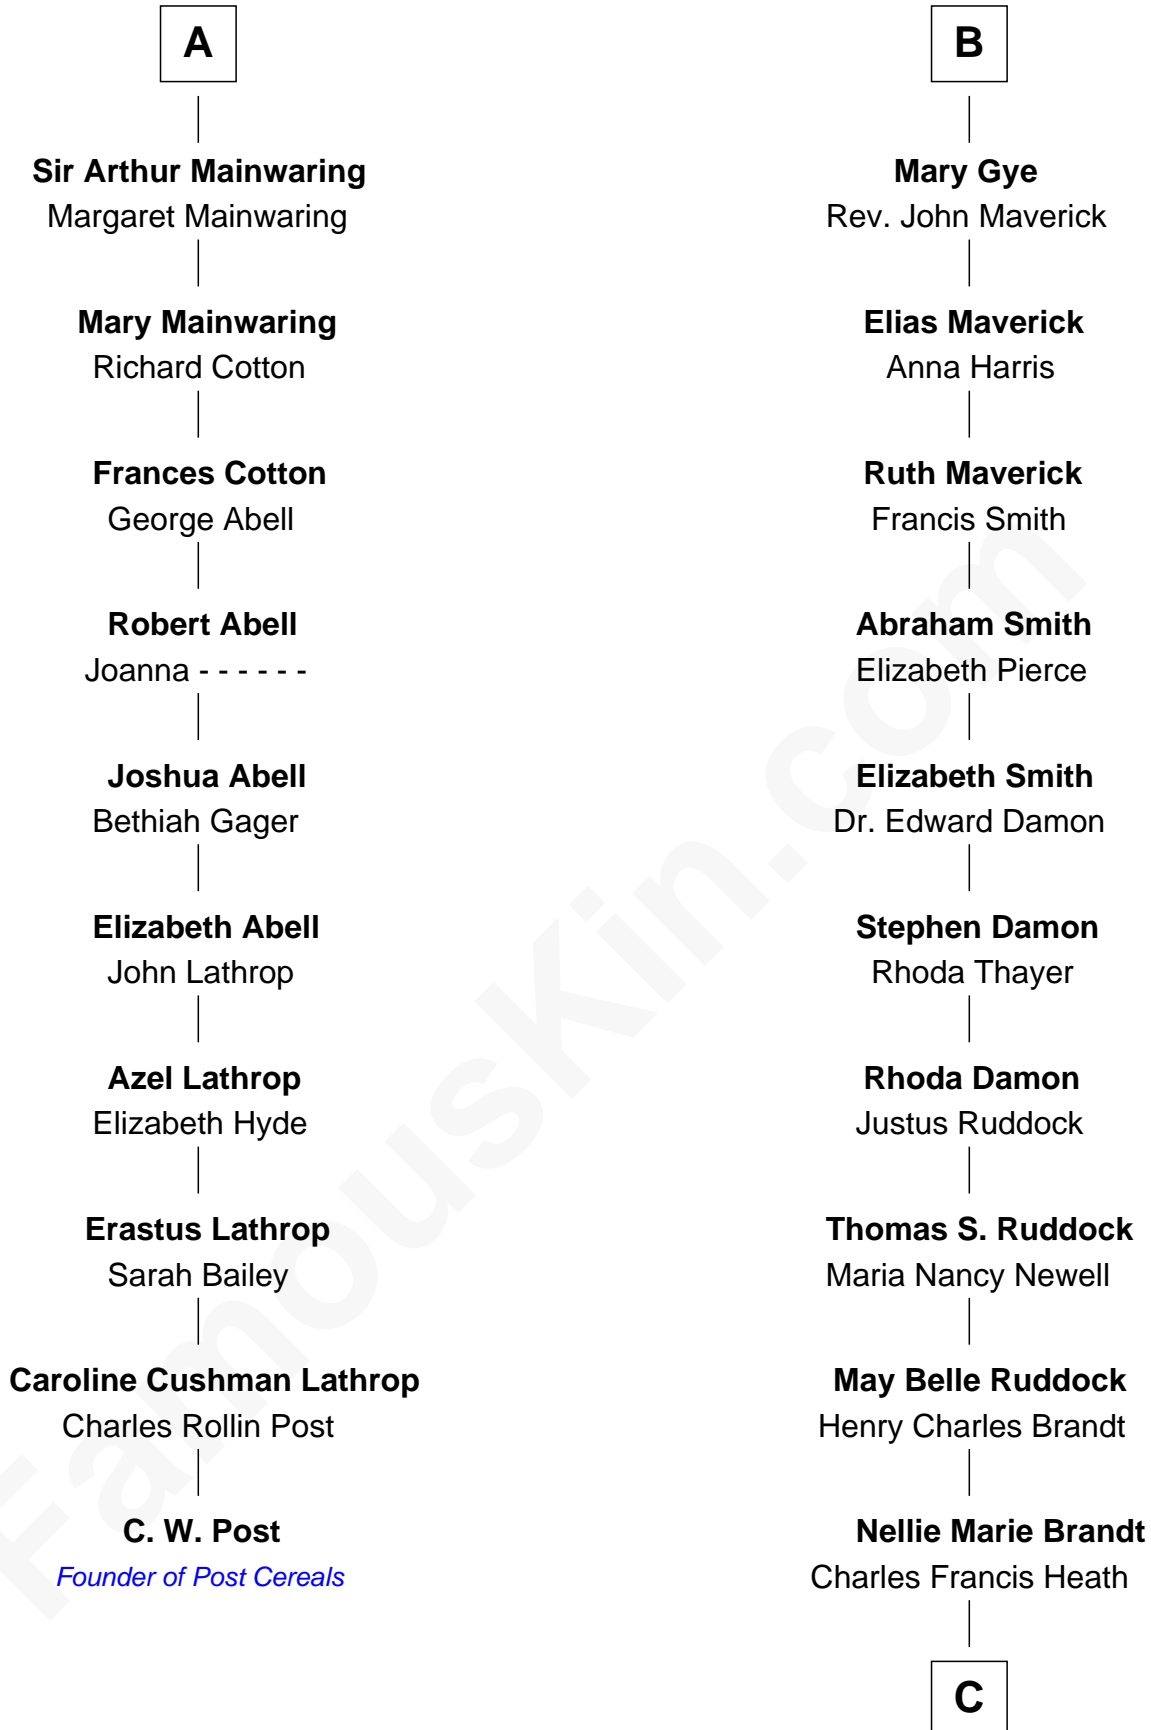 A
Sir Arthur Mainwaring
Margaret Mainwaring
Mary Mainwaring
Richard Cotton
Frances Cotton
George Abell
Robert Abell
Joanna - - - - - -
Joshua Abell
Bethiah Gager
Elizabeth Abell
John Lathrop
Azel Lathrop
Elizabeth Hyde
Erastus Lathrop
Sarah Bailey
Caroline Cushman Lathrop
Charles Rollin Post
C. W. Post
Founder of Post Cereals
B
Mary Gye
Rev. John Maverick
Elias Maverick
Anna Harris
Ruth Maverick
Francis Smith
Abraham Smith
Elizabeth Pierce
Elizabeth Smith
Dr. Edward Damon
Stephen Damon
Rhoda Thayer
Rhoda Damon
Justus Ruddock
Thomas S. Ruddock
Maria Nancy Newell
May Belle Ruddock
Henry Charles Brandt
Nellie Marie Brandt
Charles Francis Heath
C
FamousKin.com